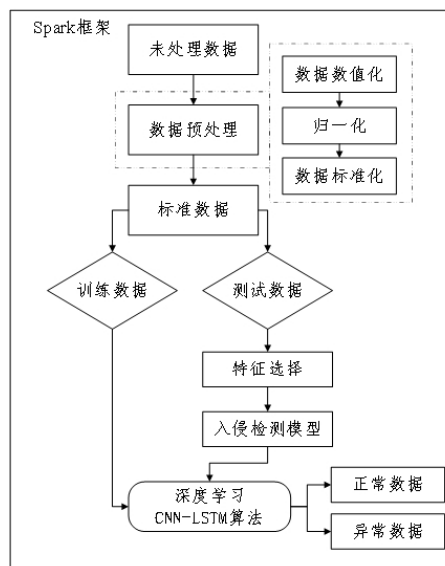 Spark框架
未处理数据
数据预处理
数据数值化
归一化
数据标准化
标准数据
训练数据
测试数据
特征选择
入侵检测模型
深度学习
CNN-LSTM算法
正常数据
异常数据